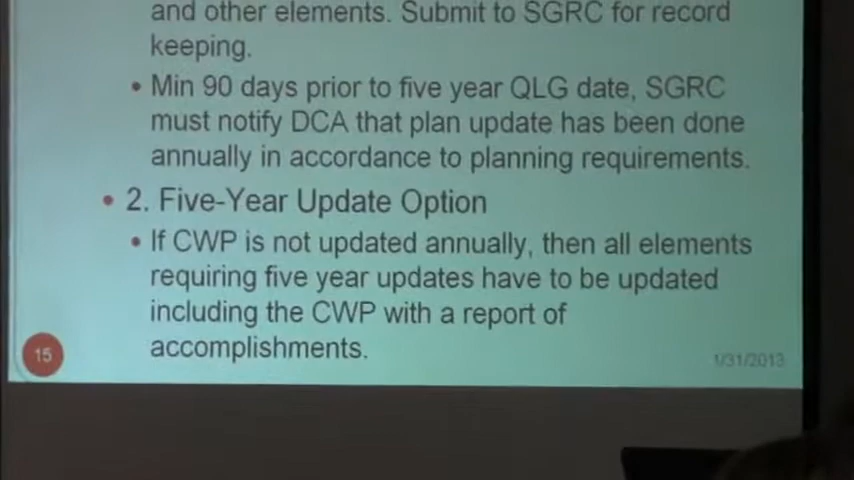 and other elements. Submit to SGRC for record
keeping.
• Min 90 days prior to five year QLG date, SGRC
must notify DCA that plan update has been done
annually in accordance to planning requirements.
• 2. Five-Year Update Option
• If CWP is not updated annually, then all elements
requiring five year updates have to be updated
including the CWP with a report of
accomplishments.
15
1/31/2013